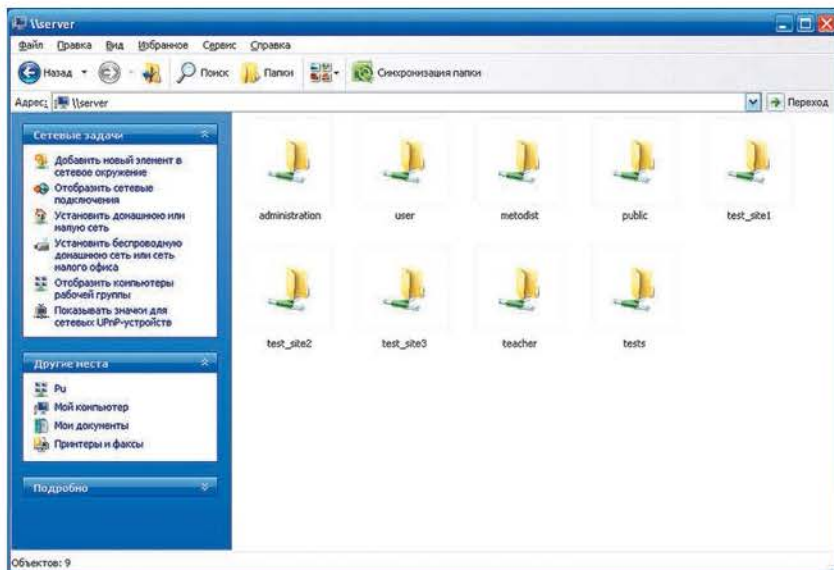 \\server
Файл Правка Вид Избранное Сервис Справка
Назад Поиск Папки Синхронизация папки
Адрес: \\server Переход
Сетевые задачи
Добавить новый элемент в
сетевое окружение
Отобразить сетевые
подключения
Установить домашнюю или
малую сеть
Установить беспроводную
домашнюю сеть или сеть
малого офиса
Отобразить компьютеры
рабочей группы
Показывать значки для
сетевых UPnP-устройств
Другие места
Pu
Мой компьютер
Мои документы
Принтеры и факсы
Подробно
administration user metodist public test_site1
test_site2 test_site3 teacher tests
Объектов: 9